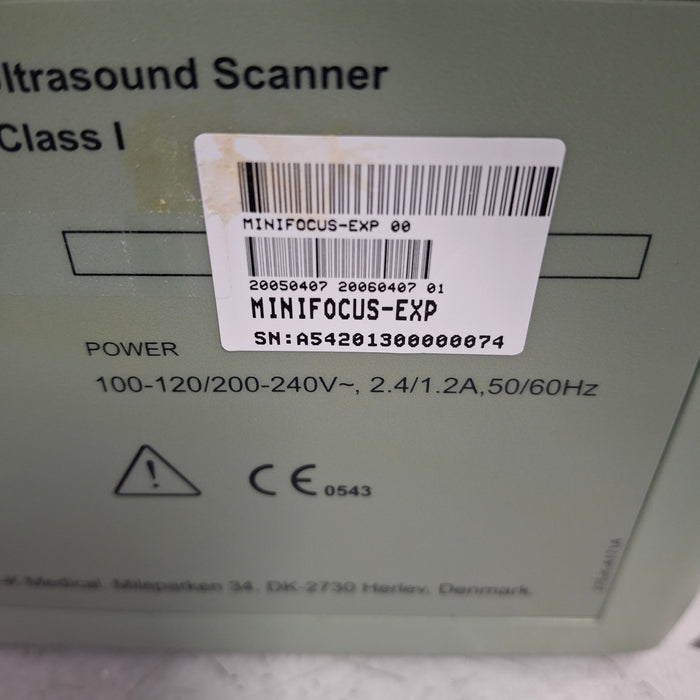 ltrasound Scanner
Class I
MINIFOCUS-EXP 00
20050407 20060407 01
MINIFOCUS-EXP
SN:A54201300000074
POWER
100-120/200-240V~, 2.4/1.2A,50/60Hz
CE 0543
Medical, Mileparken 34, DK-2730 Herlev, Denmark